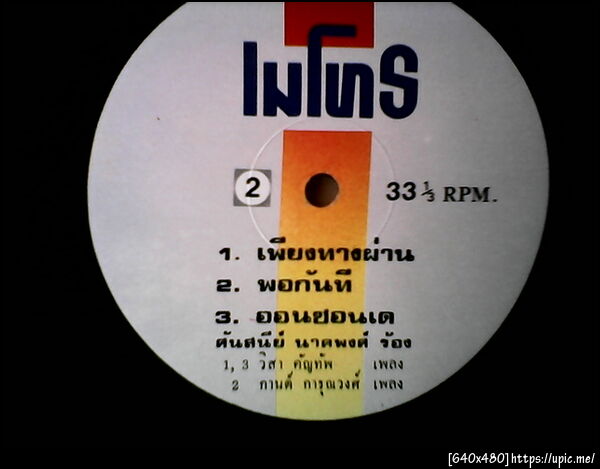 เมโทร
2 33 1/3 RPM.
1. เพียงทางผ่าน
2. พอกันที
3. ออนซอนเด
ศันสนีย์ นาคพงศ์ ร้อง
1, 3 วิสา คัญทัพ เพลง
2 กานต์ การุณวงศ์ เพลง
[640x480]https://upic.me/